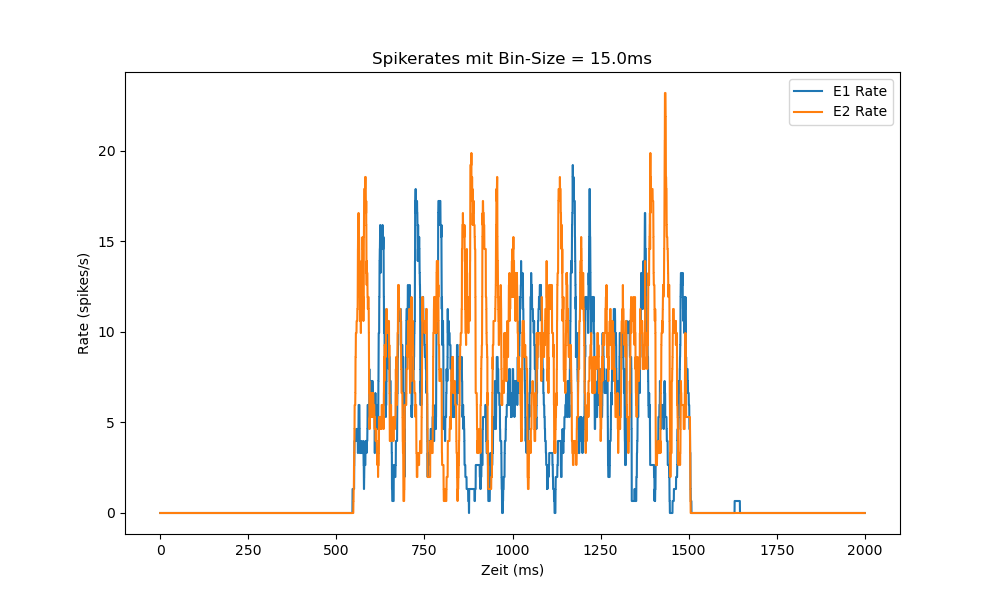 Spikerates mit Bin-Size = 15.0ms
E1 Rate
E2 Rate
Rate (spikes/s)
20
15
10
5
0
0 250 500 750 1000 1250 1500 1750 2000
Zeit (ms)